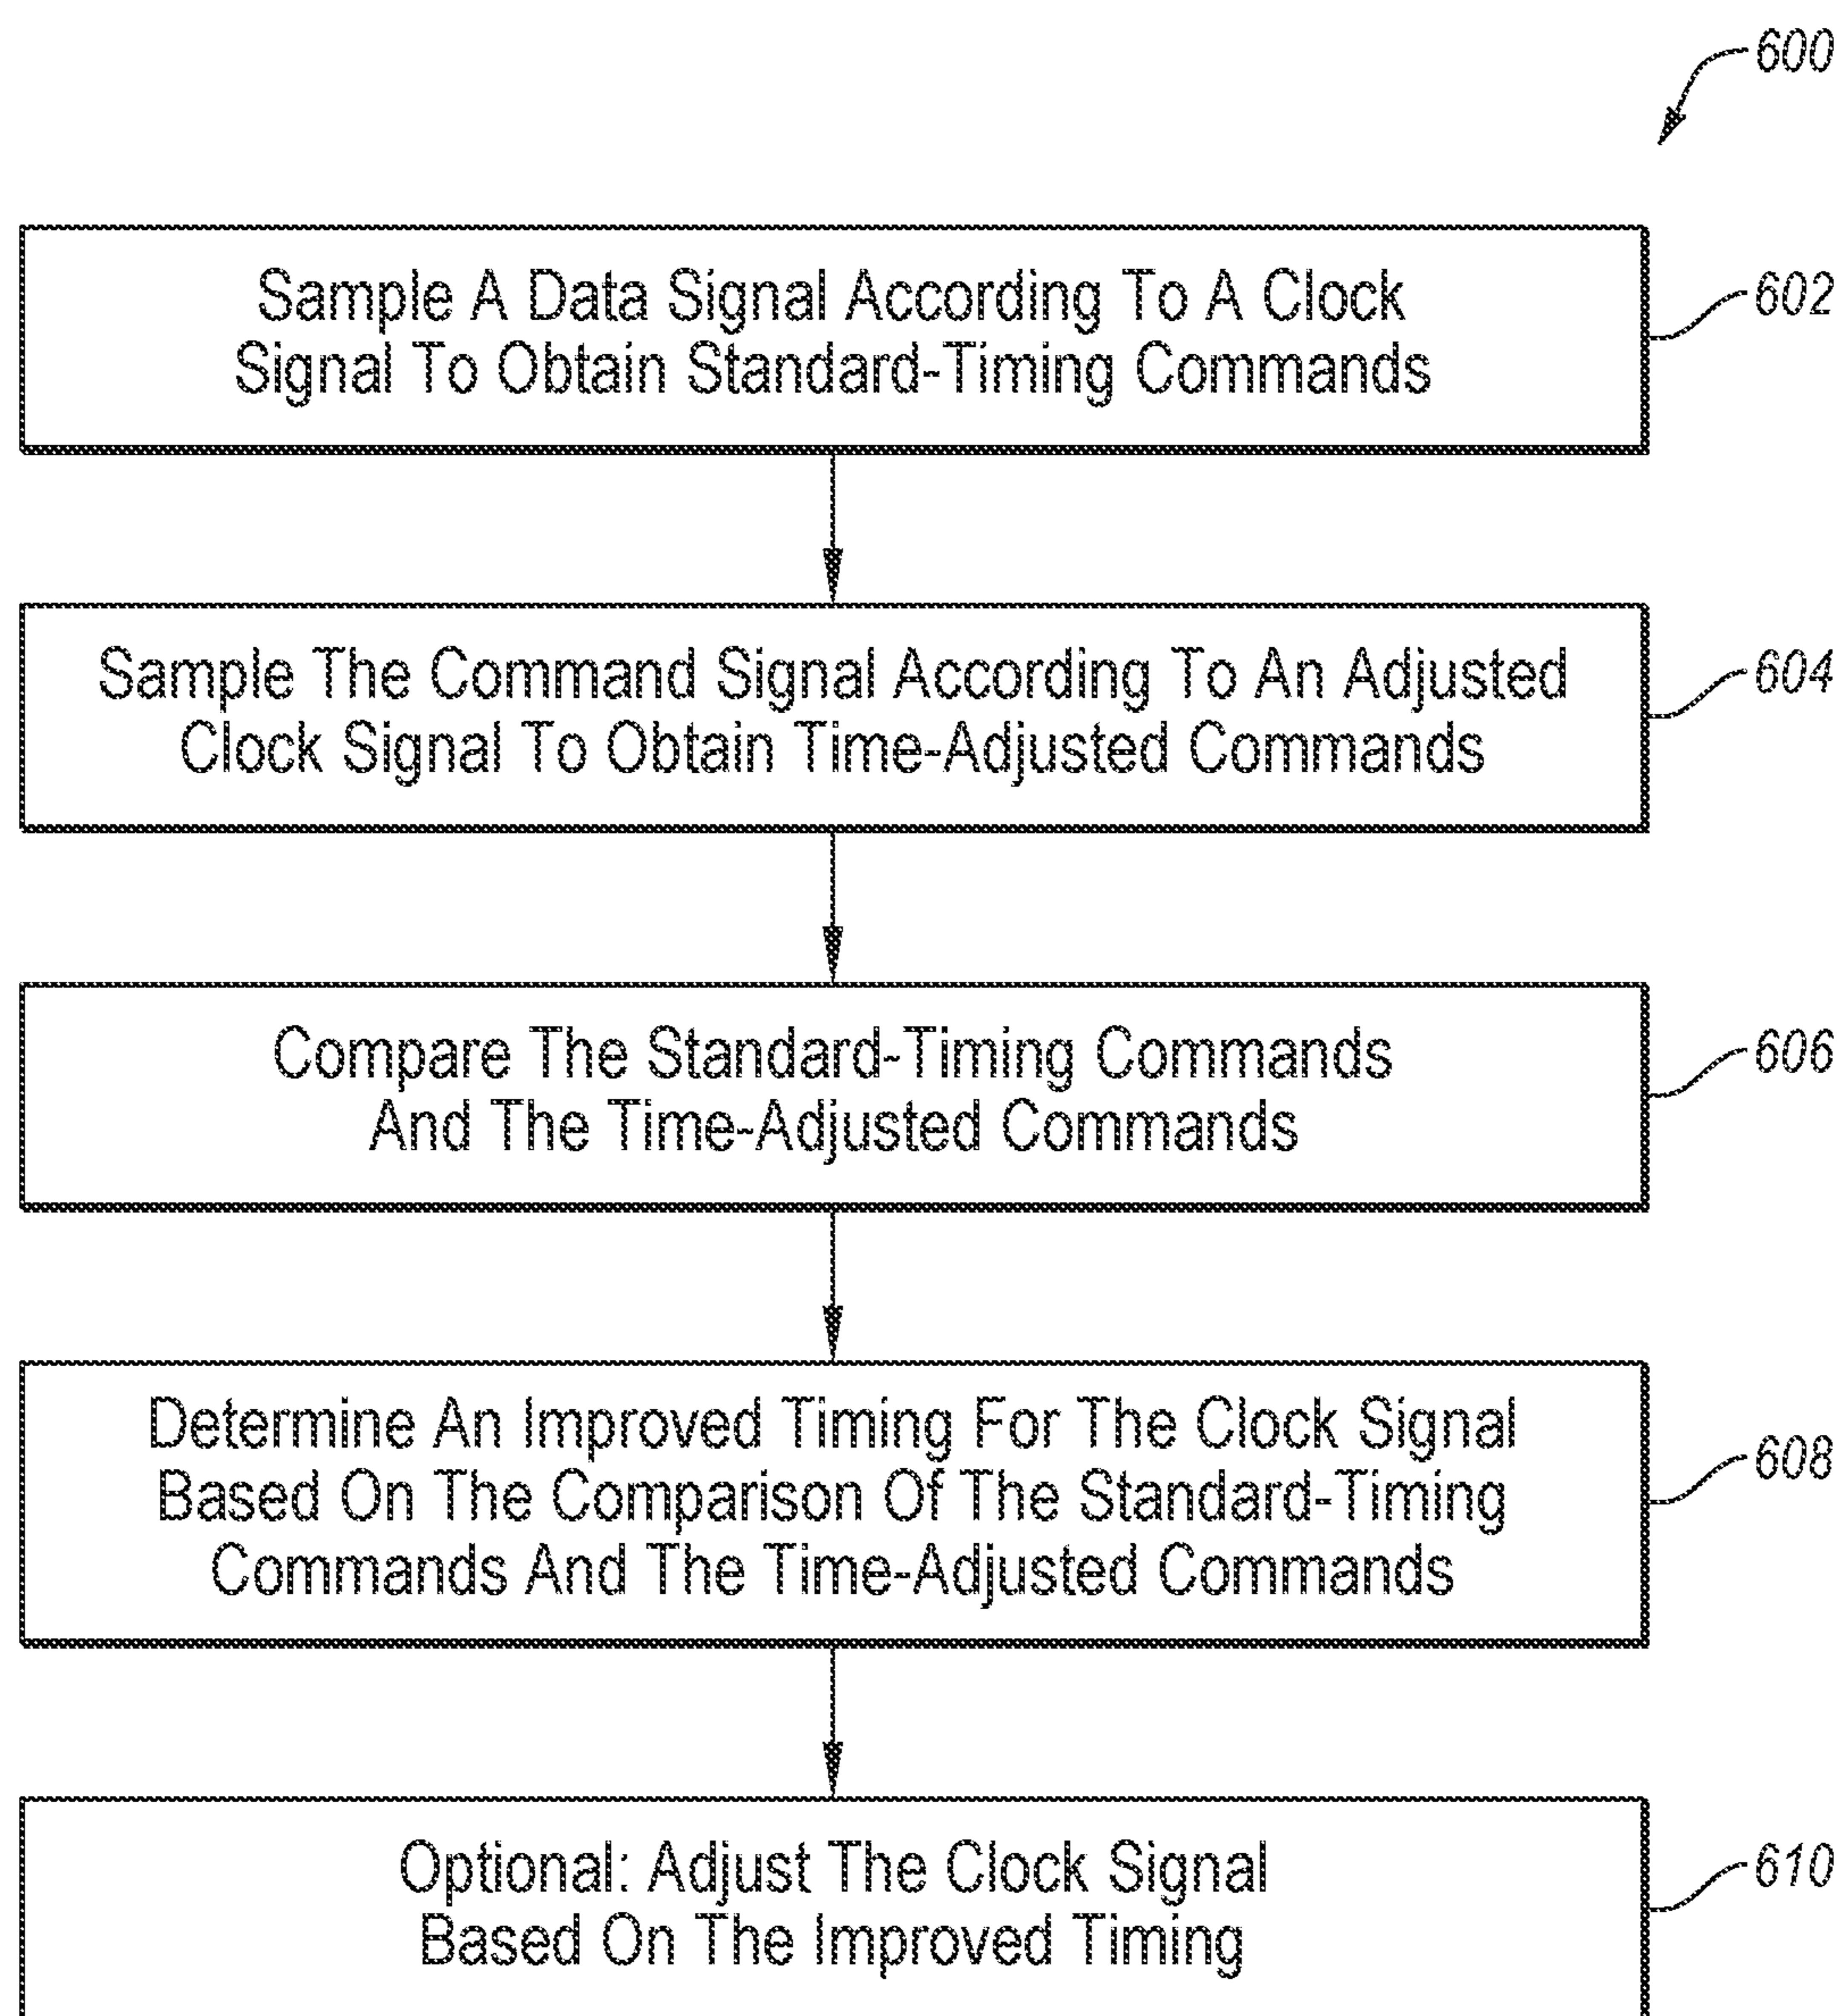 600
Sample A Data Signal According To A Clock
Signal To Obtain Standard-Timing Commands
602
Sample The Command Signal According To An Adjusted
Clock Signal To Obtain Time-Adjusted Commands
604
Compare The Standard-Timing Commands
And The Time-Adjusted Commands
606
Determine An Improved Timing For The Clock Signal
Based On The Comparison Of The Standard-Timing
Commands And The Time-Adjusted Commands
608
Optional: Adjust The Clock Signal
Based On The Improved Timing
610